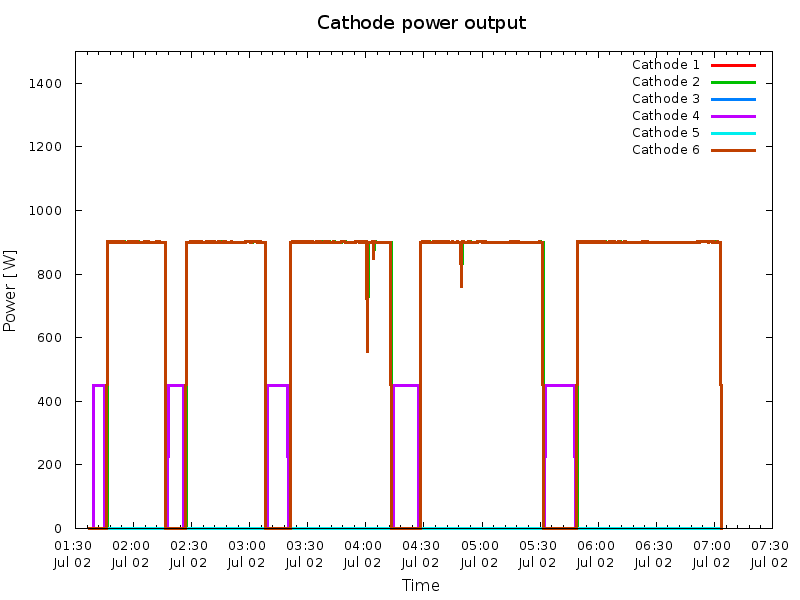 Cathode power output
Cathode 1
Cathode 2
Cathode 3
Cathode 4
Cathode 5
Cathode 6
Power [W]
1400
1200
1000
800
600
400
200
0
01:30 02:00 02:30 03:00 03:30 04:00 04:30 05:00 05:30 06:00 06:30 07:00 07:30
Jul 02 Jul 02 Jul 02 Jul 02 Jul 02 Jul 02 Jul 02 Jul 02 Jul 02 Jul 02 Jul 02 Jul 02 Jul 02
Time